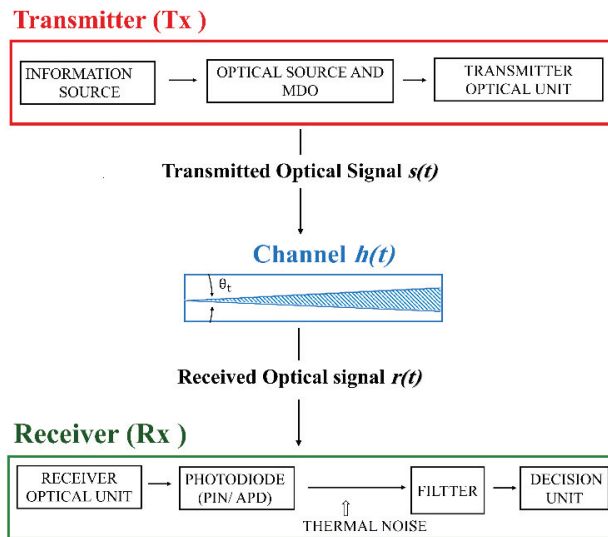 Transmitter (Tx )
INFORMATION
SOURCE
OPTICAL SOURCE AND
MDO
TRANSMITTER
OPTICAL UNIT
Transmitted Optical Signal s(t)
Channel h(t)
θt
Received Optical signal r(t)
Receiver (Rx )
RECEIVER
OPTICAL UNIT
PHOTODIODE
(PIN/ APD)
FILTTER
DECISION
UNIT
THERMAL NOISE